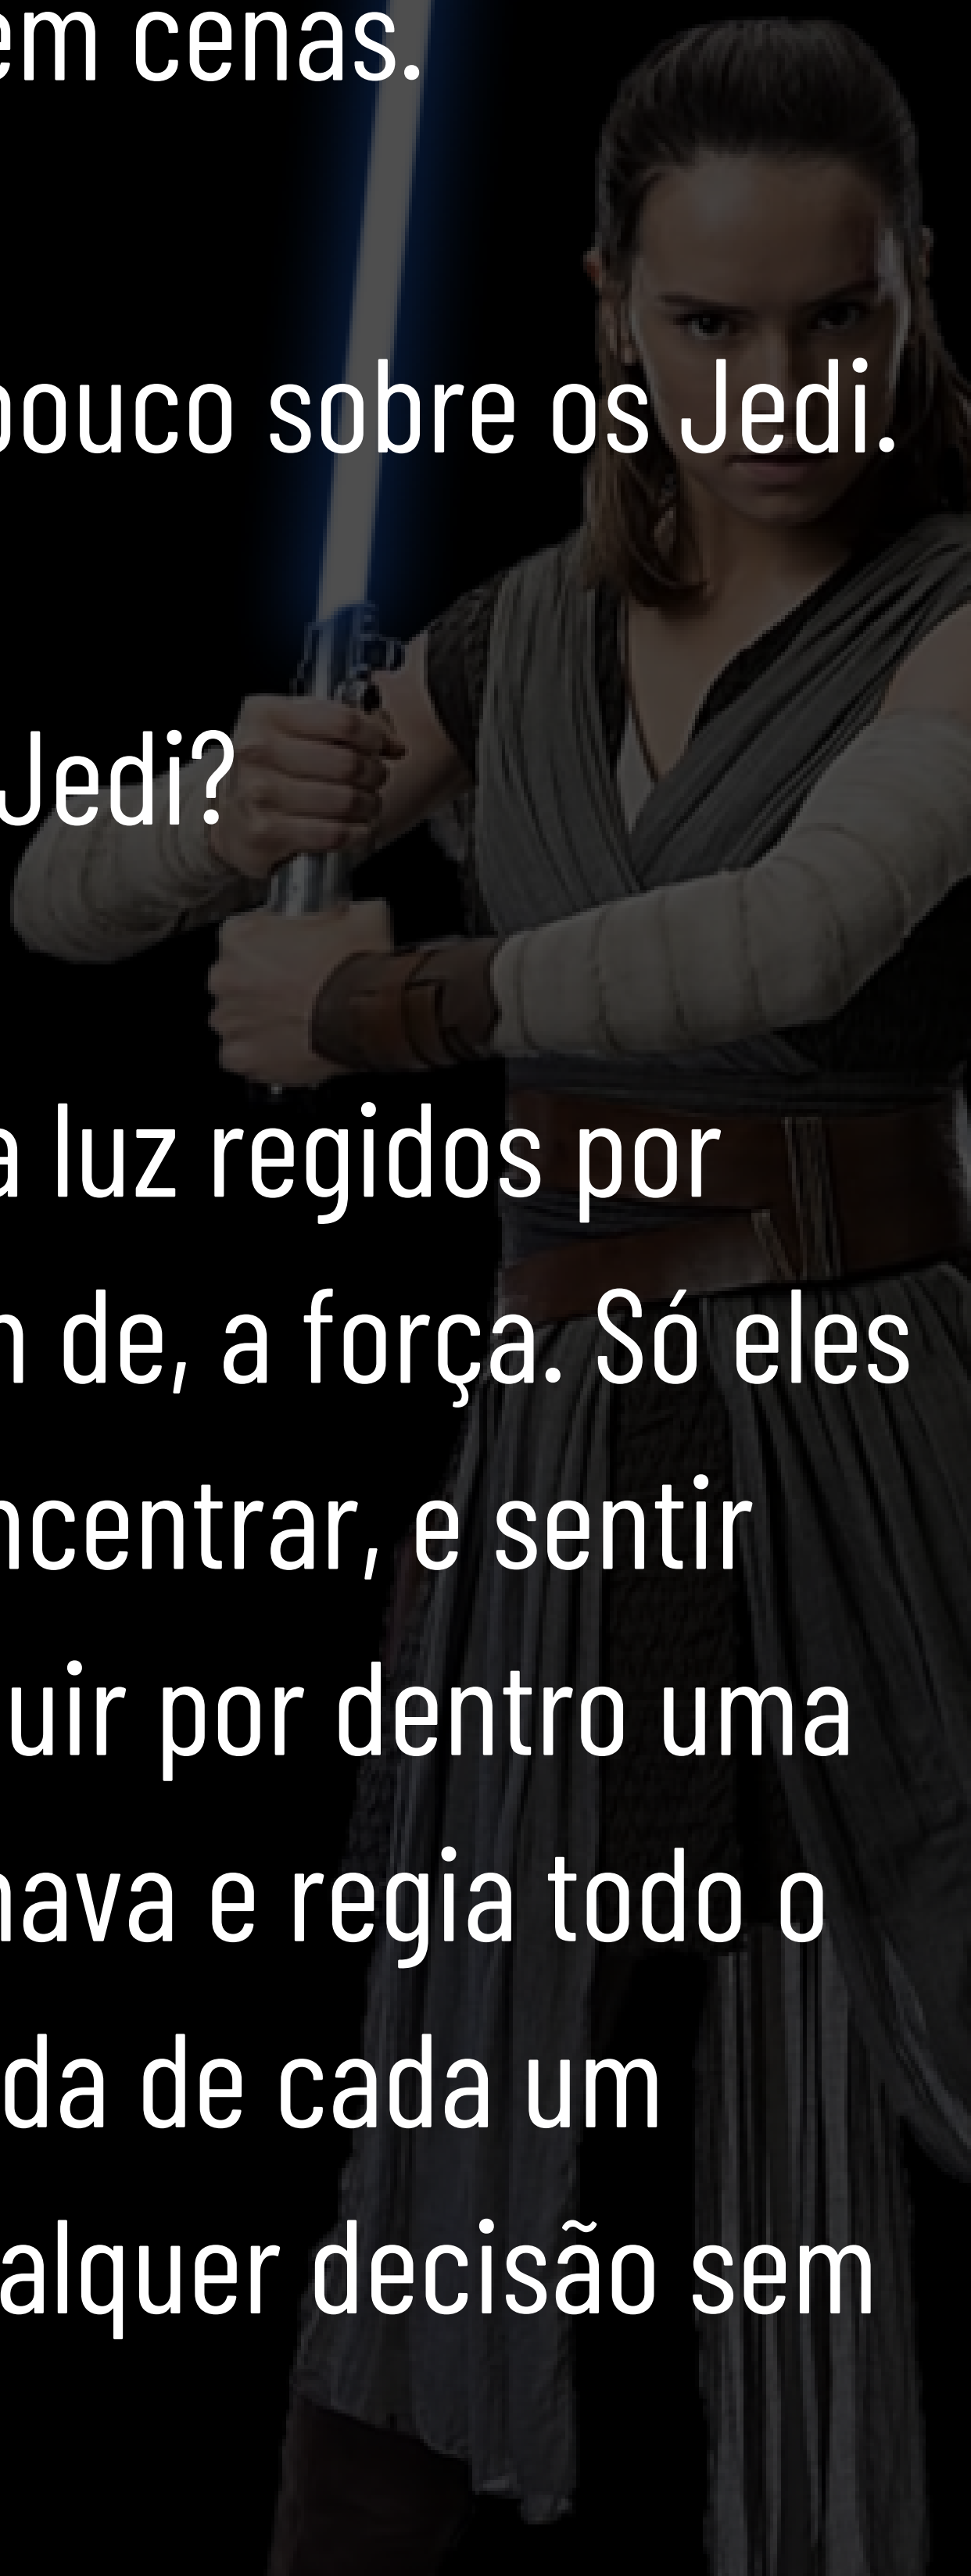 em cenas.
pouco sobre os Jedi.
Jedi?
a luz regidos por
de, a força. Só eles
ncentrar, e sentir
uir por dentro uma
nava e regia todo o
da de cada um
alquer decisão sem